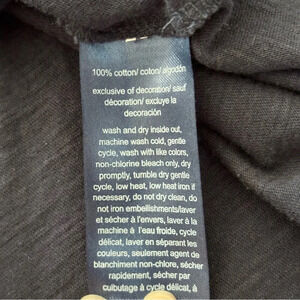 100% cotton/ coton/ algodón
exclusive of decoration/ sauf
décoration/ excluye la
decoración
wash and dry inside out,
machine wash cold, gentle
cycle, wash with like colors,
non-chlorine bleach only, dry
promptly, tumble dry gentle
cycle, low heat, low heat iron if
necessary, do not dry clean, do
not iron embellishments/laver
et sécher à l'envers, laver à la
machine à l'eau froide, cycle
délicat, laver en séparant les
couleurs, seulement agent de
blanchiment non-chlore, sécher
rapidement, sécher par
culbutage à cycle délicat, à